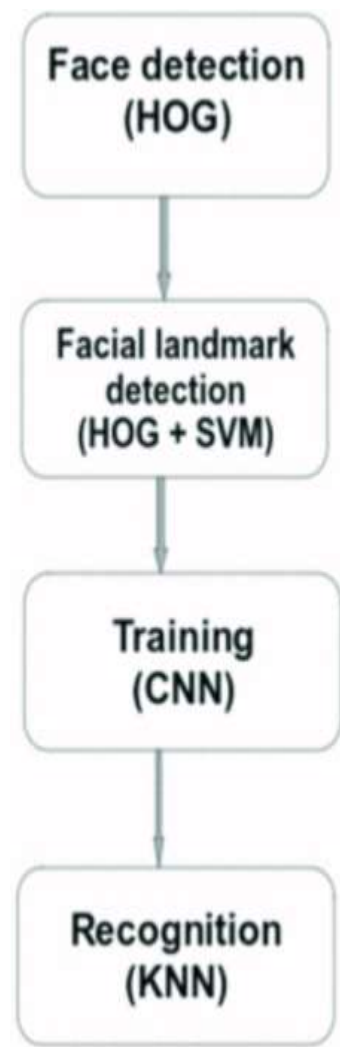 Face detection
(HOG)
Facial landmark
detection
(HOG + SVM)
Training
(CNN)
Recognition
(KNN)